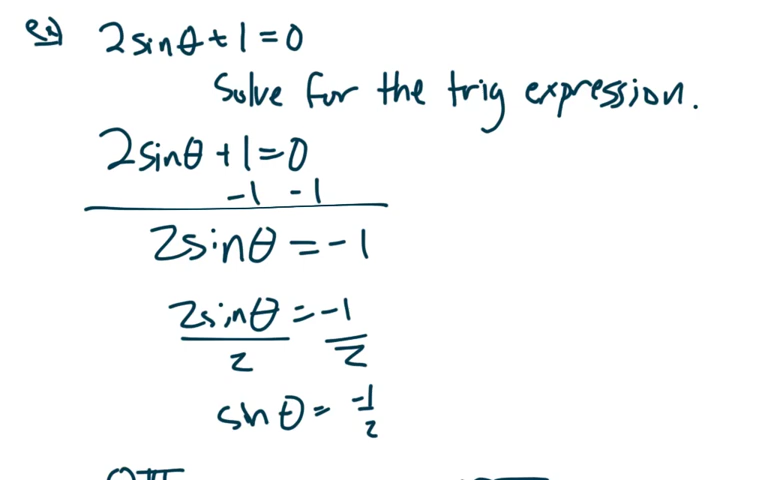 ex) 2sinθ+1=0
Solve for the trig expression.
2sinθ+1=0
-1 -1
2sinθ=-1
2sinθ=-1
2 2
sinθ=-1/2